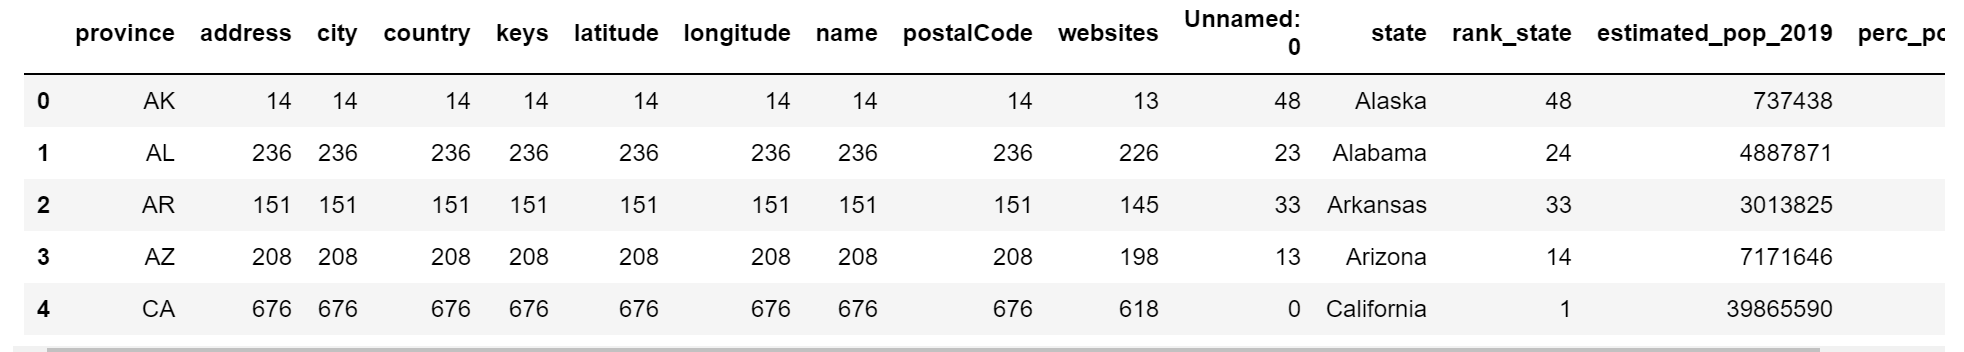 province address city country keys latitude longitude name postalCode websites Unnamed: 0 state rank_state estimated_pop_2019 perc_po
0 AK 14 14 14 14 14 14 14 14 13 48 Alaska 48 737438
1 AL 236 236 236 236 236 236 236 236 226 23 Alabama 24 4887871
2 AR 151 151 151 151 151 151 151 151 145 33 Arkansas 33 3013825
3 AZ 208 208 208 208 208 208 208 208 198 13 Arizona 14 7171646
4 CA 676 676 676 676 676 676 676 676 618 0 California 1 39865590